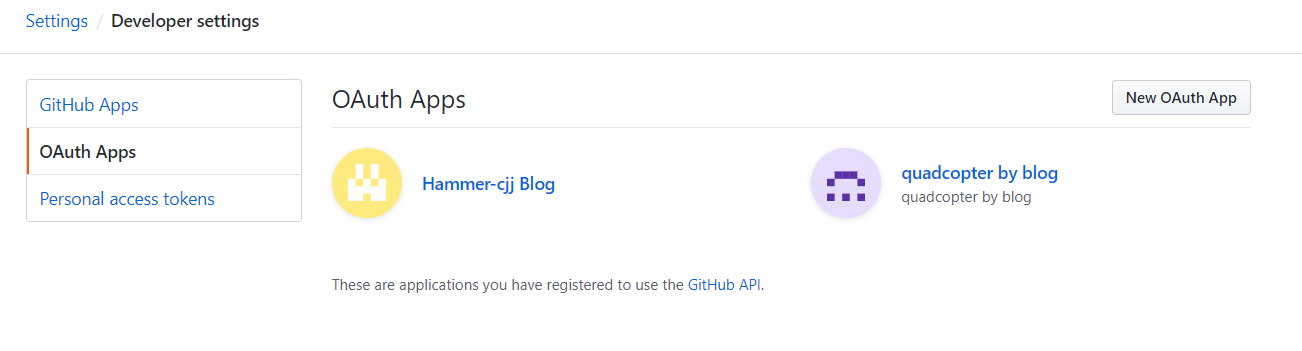 Settings / Developer settings
GitHub Apps
OAuth Apps
Personal access tokens
OAuth Apps
New OAuth App
Hammer-cjj Blog
quadcopter by blog
quadcopter by blog
These are applications you have registered to use the GitHub API.